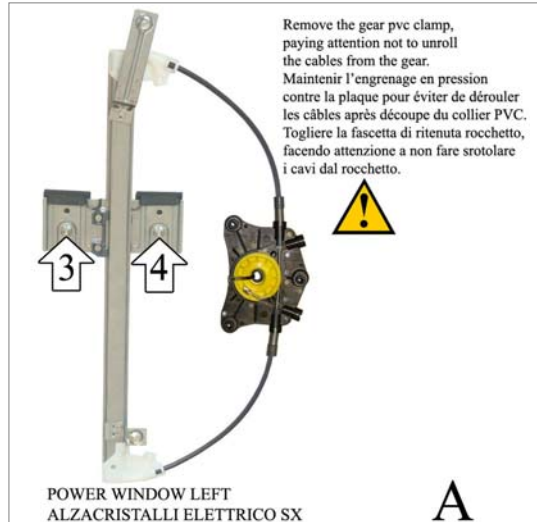 Remove the gear pvc clamp,
paying attention not to unroll
the cables from the gear.
Maintenir l'engrenage en pression
contre la plaque pour éviter de dérouler
les câbles après découpe du collier PVC.
Togliere la fascetta di ritenuta rocchetto,
facendo attenzione a non fare srotolare
i cavi dal rocchetto.
!
3
4
POWER WINDOW LEFT
ALZACRISTALLI ELETTRICO SX
A